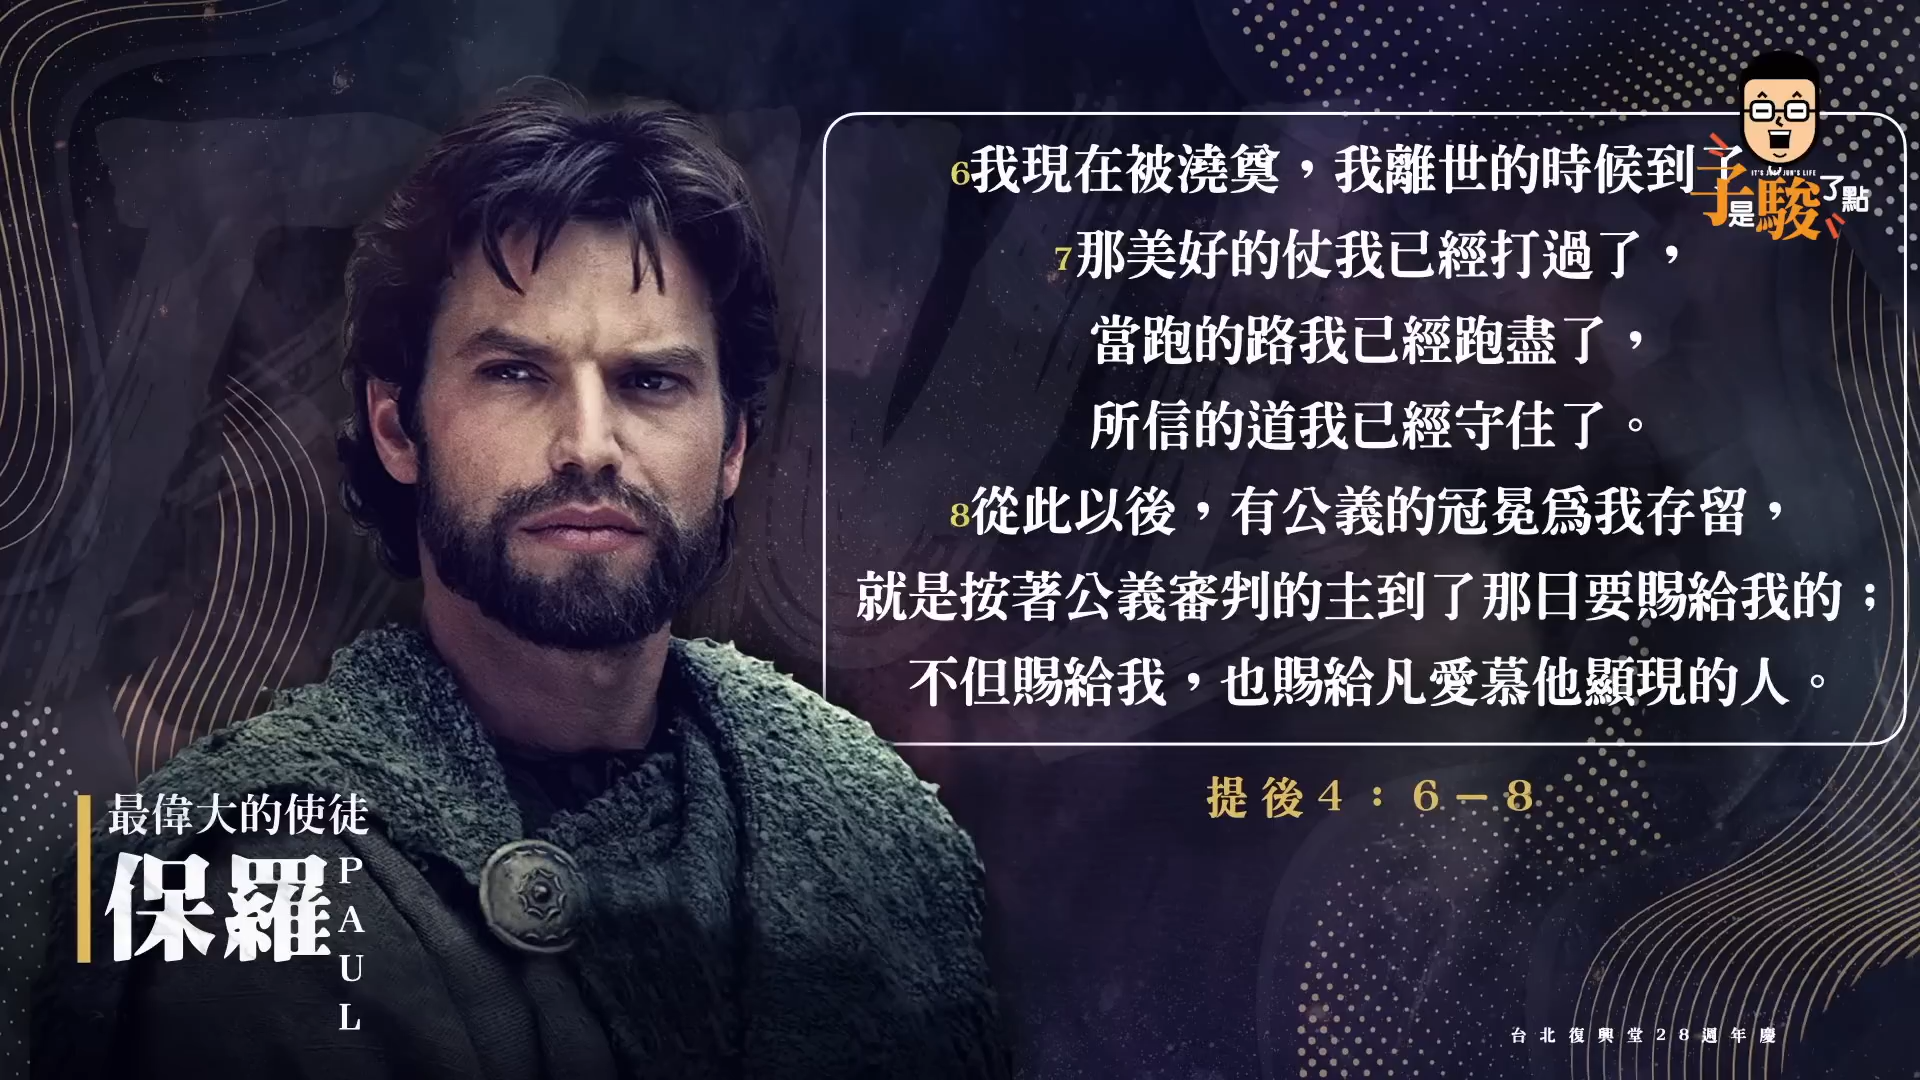 6我現在被澆奠，我離世的時候到了
7那美好的仗我已經打過了，
當跑的路我已經跑盡了，
所信的道我已經守住了。
8從此以後，有公義的冠冕為我存留，
就是按著公義審判的主到了那日要賜給我的；
不但賜給我，也賜給凡愛慕他顯現的人。
提後4：6－8
最偉大的使徒
保羅
PAUL
IT'S JUST JUN'S LIFE
子是駿了點
台北復興堂28週年慶